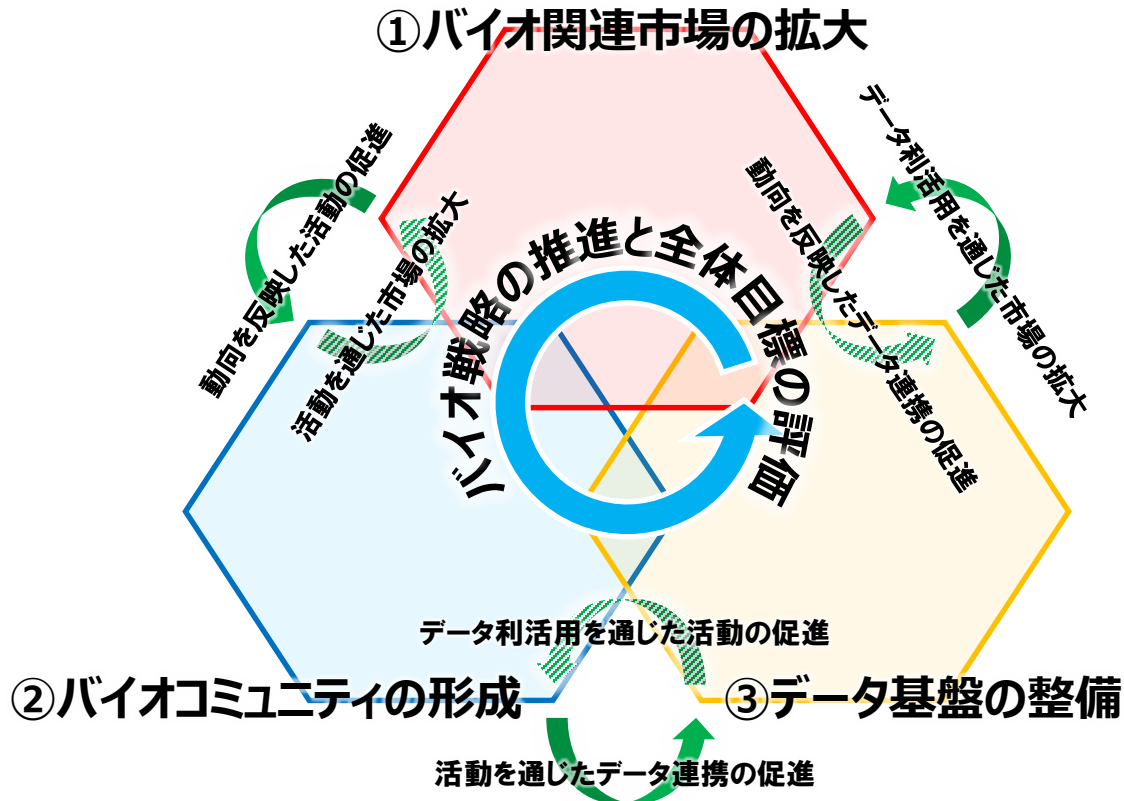 ①バイオ関連市場の拡大
動向を反映した活動の促進
活動を通じた市場の拡大
データ利活用を通じた市場の拡大
動向を反映したデータ連携の促進
バイオ戦略の推進と全体目標の評価
データ利活用を通じた活動の促進
②バイオコミュニティの形成
③データ基盤の整備
活動を通じたデータ連携の促進